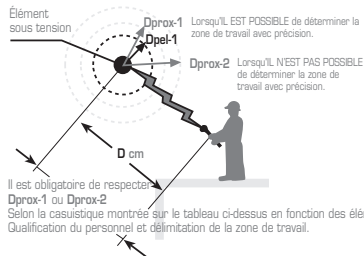 Élément
sous tension
Dprox-1 Lorsqu'IL EST POSSIBLE de déterminer la
zone de travail avec précision.
Dpel-1
Dprox-2 Lorsqu'IL N'EST PAS POSSIBLE
de déterminer la zone de
travail avec précision.
D cm
Il est obligatoire de respecter
Dprox-1 ou Dprox-2
Selon la casuistique montrée sur le tableau ci-dessus en fonction des élé
Qualification du personnel et délimitation de la zone de travail.